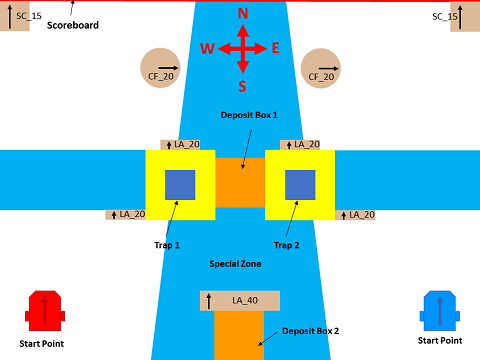 SC_15
SC_15
Scoreboard
N
W
E
S
CF_20
CF_20
Deposit Box 1
LA_20
LA_20
LA_20
LA_20
Trap 1
Trap 2
Special Zone
LA_40
Deposit Box 2
Start Point
Start Point